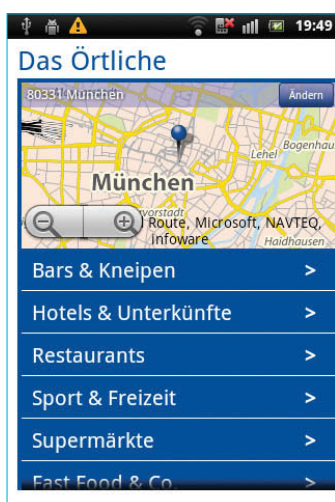 19:49
Das Örtliche
80331 München
Ändern
Lehel
Bogenhau
München
vorstadt
Route, Microsoft, NAVTEQ,
infoware
Haidhausen
Bars & Kneipen >
Hotels & Unterkünfte >
Restaurants >
Sport & Freizeit >
Supermärkte >
Fast Food & Co. >